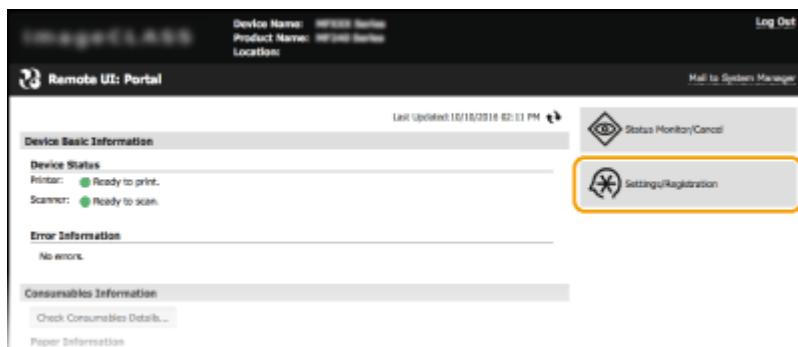 imageCLASS
Device Name:
Product Name:
Location:
Log Out
Remote UI: Portal
Mail to System Manager
Last Updated:10/10/2016 02:11 PM
Device Basic Information
Device Status
Printer: Ready to print.
Scanner: Ready to scan.
Error Information
No errors.
Consumables Information
Check Consumables Details...
Paper Information
Status Monitor/Cancel
Settings/Registration